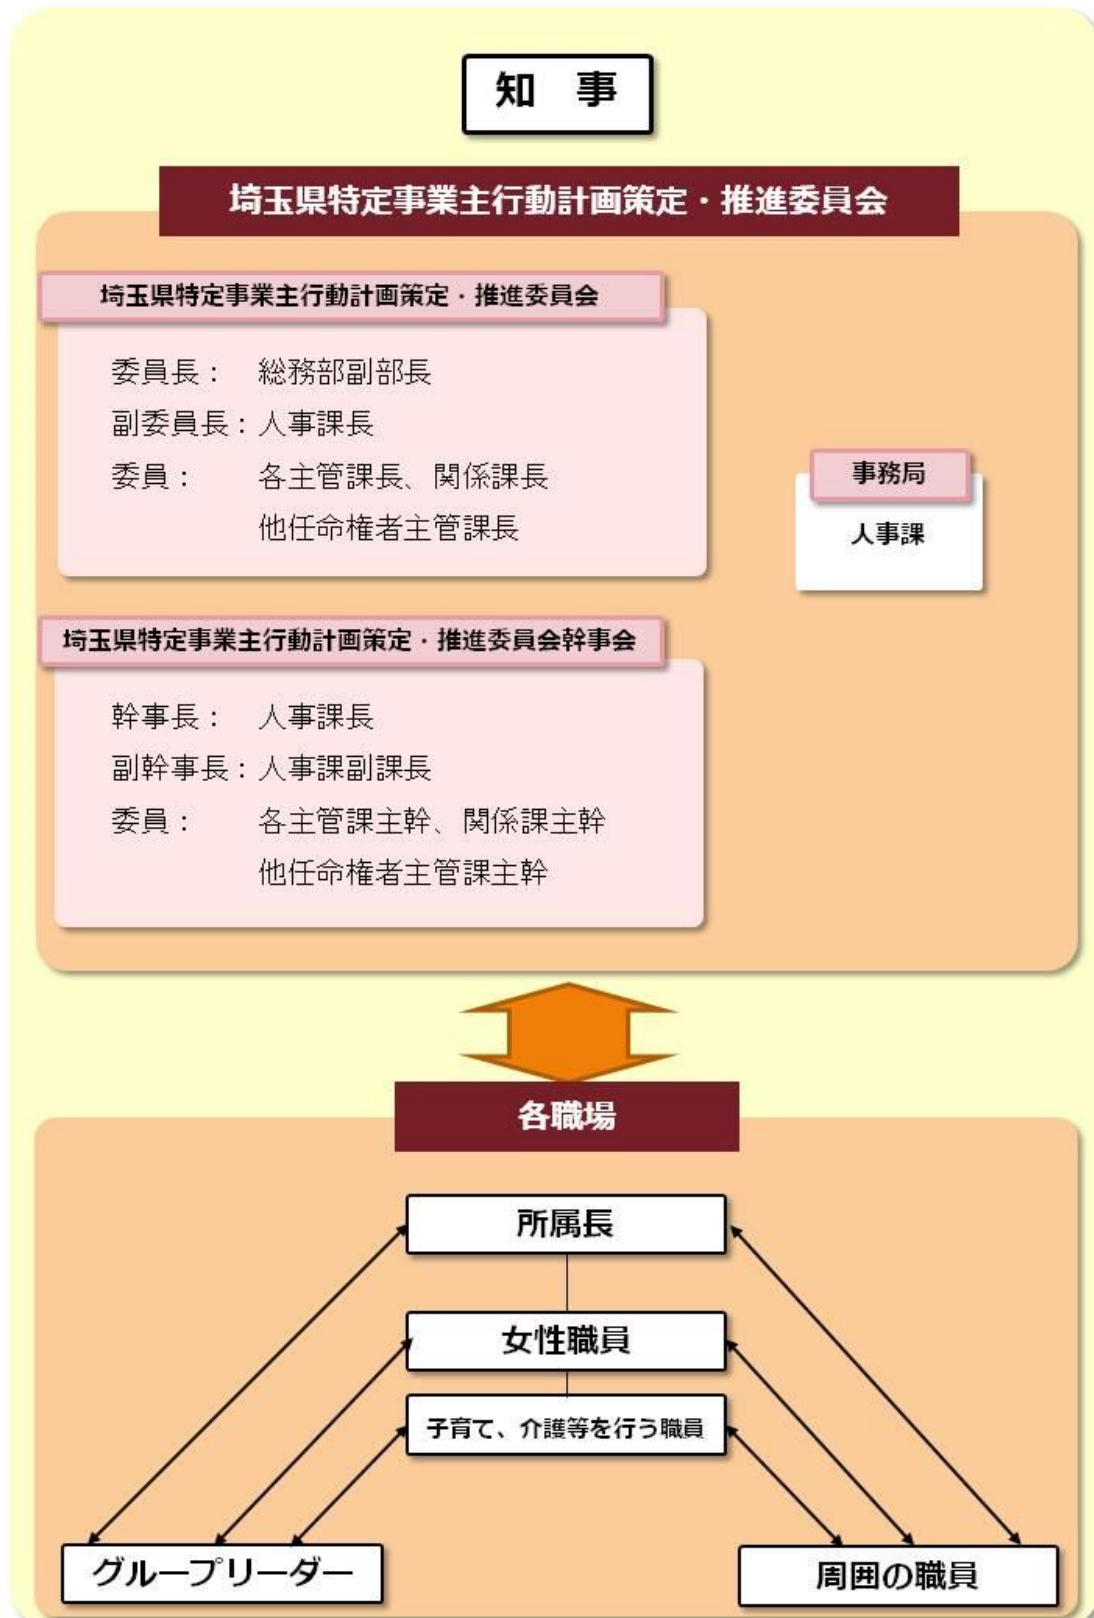 知　事
埼玉県特定事業主行動計画策定・推進委員会
埼玉県特定事業主行動計画策定・推進委員会
委員長：　総務部副部長
副委員長：人事課長
委員：　　各主管課長、関係課長
他任命権者主管課長
事務局
人事課
埼玉県特定事業主行動計画策定・推進委員会幹事会
幹事長：　人事課長
副幹事長：人事課副課長
委員：　　各主管課主幹、関係課主幹
他任命権者主管課主幹
各職場
所属長
女性職員
子育て、介護等を行う職員
グループリーダー
周囲の職員